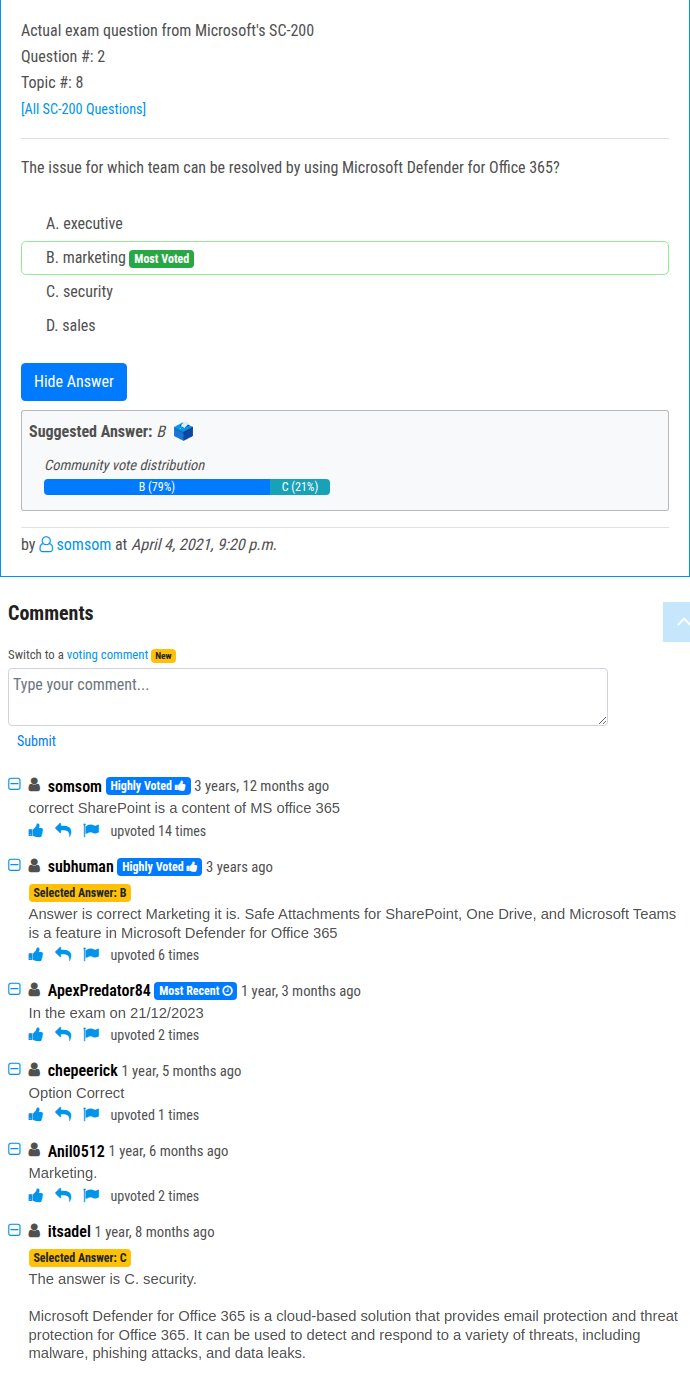 Actual exam question from Microsoft's SC-200
Question #: 2
Topic #: 8
[All SC-200 Questions]
The issue for which team can be resolved by using Microsoft Defender for Office 365?
A. executive
B. marketing Most Voted
C. security
D. sales
Hide Answer
Suggested Answer: B
Community vote distribution
B (79%) C (21%)
by somsom at April 4, 2021, 9:20 p.m.
Comments
Switch to a voting comment New
Type your comment...
Submit
somsom Highly Voted 3 years, 12 months ago
correct SharePoint is a content of MS office 365
upvoted 14 times
subhuman Highly Voted 3 years ago
Selected Answer: B
Answer is correct Marketing it is. Safe Attachments for SharePoint, One Drive, and Microsoft Teams
is a feature in Microsoft Defender for Office 365
upvoted 6 times
ApexPredator84 Most Recent 1 year, 3 months ago
In the exam on 21/12/2023
upvoted 2 times
chepeerick 1 year, 5 months ago
Option Correct
upvoted 1 times
Anil0512 1 year, 6 months ago
Marketing.
upvoted 2 times
itsadel 1 year, 8 months ago
Selected Answer: C
The answer is C. security.
Microsoft Defender for Office 365 is a cloud-based solution that provides email protection and threat
protection for Office 365. It can be used to detect and respond to a variety of threats, including
malware, phishing attacks, and data leaks.